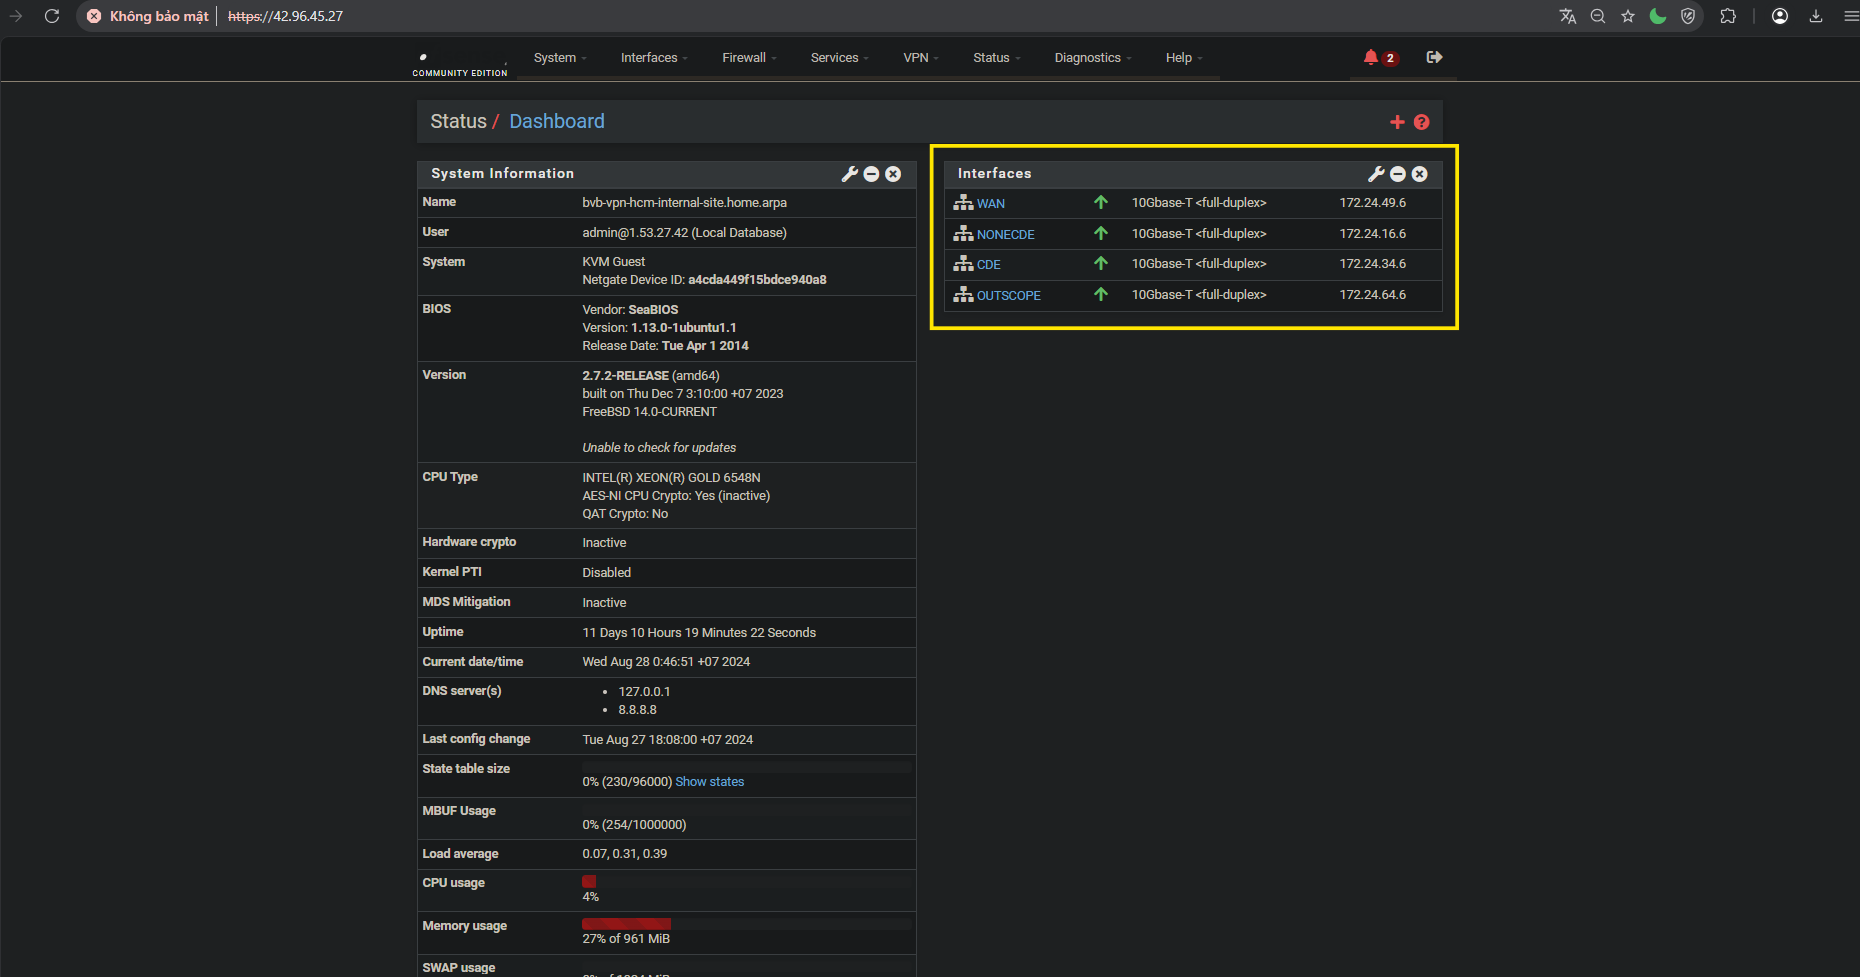 Không bảo mật https://42.96.45.27
COMMUNITY EDITION
System Interfaces Firewall Services VPN Status Diagnostics Help 2
Status / Dashboard
System Information
Name bvb-vpn-hcm-internal-site.home.arpa
User admin@1.53.27.42 (Local Database)
System KVM Guest
Netgate Device ID: a4cda449f15bdce940a8
BIOS Vendor: SeaBIOS
Version: 1.13.0-1ubuntu1.1
Release Date: Tue Apr 1 2014
Version 2.7.2-RELEASE (amd64)
built on Thu Dec 7 3:10:00 +07 2023
FreeBSD 14.0-CURRENT
Unable to check for updates
CPU Type INTEL(R) XEON(R) GOLD 6548N
AES-NI CPU Crypto: Yes (inactive)
QAT Crypto: No
Hardware crypto Inactive
Kernel PTI Disabled
MDS Mitigation Inactive
Uptime 11 Days 10 Hours 19 Minutes 22 Seconds
Current date/time Wed Aug 28 0:46:51 +07 2024
DNS server(s) • 127.0.0.1
• 8.8.8.8
Last config change Tue Aug 27 18:08:00 +07 2024
State table size
0% (230/96000) Show states
MBUF Usage
0% (254/1000000)
Load average 0.07, 0.31, 0.39
CPU usage
4%
Memory usage
27% of 961 MiB
SWAP usage
Interfaces
WAN 10Gbase-T <full-duplex> 172.24.49.6
NONECDE 10Gbase-T <full-duplex> 172.24.16.6
CDE 10Gbase-T <full-duplex> 172.24.34.6
OUTSCOPE 10Gbase-T <full-duplex> 172.24.64.6